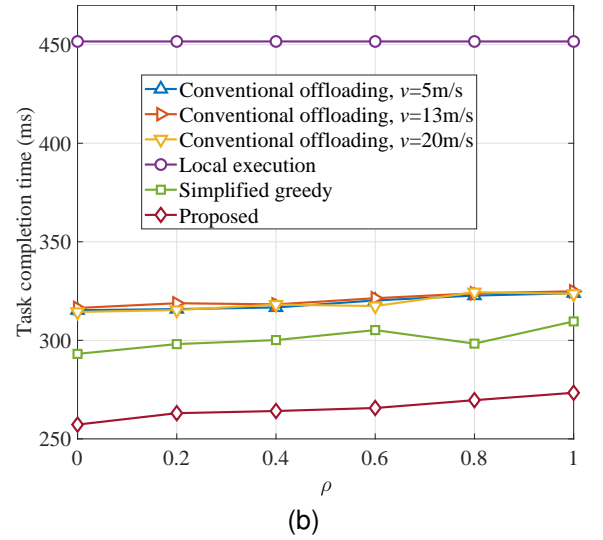 450
400
350
300
250
Task completion time (ms)
Conventional offloading, v=5m/s
Conventional offloading, v=13m/s
Conventional offloading, v=20m/s
Local execution
Simplified greedy
Proposed
0 0.2 0.4 0.6 0.8 1
ρ
(b)